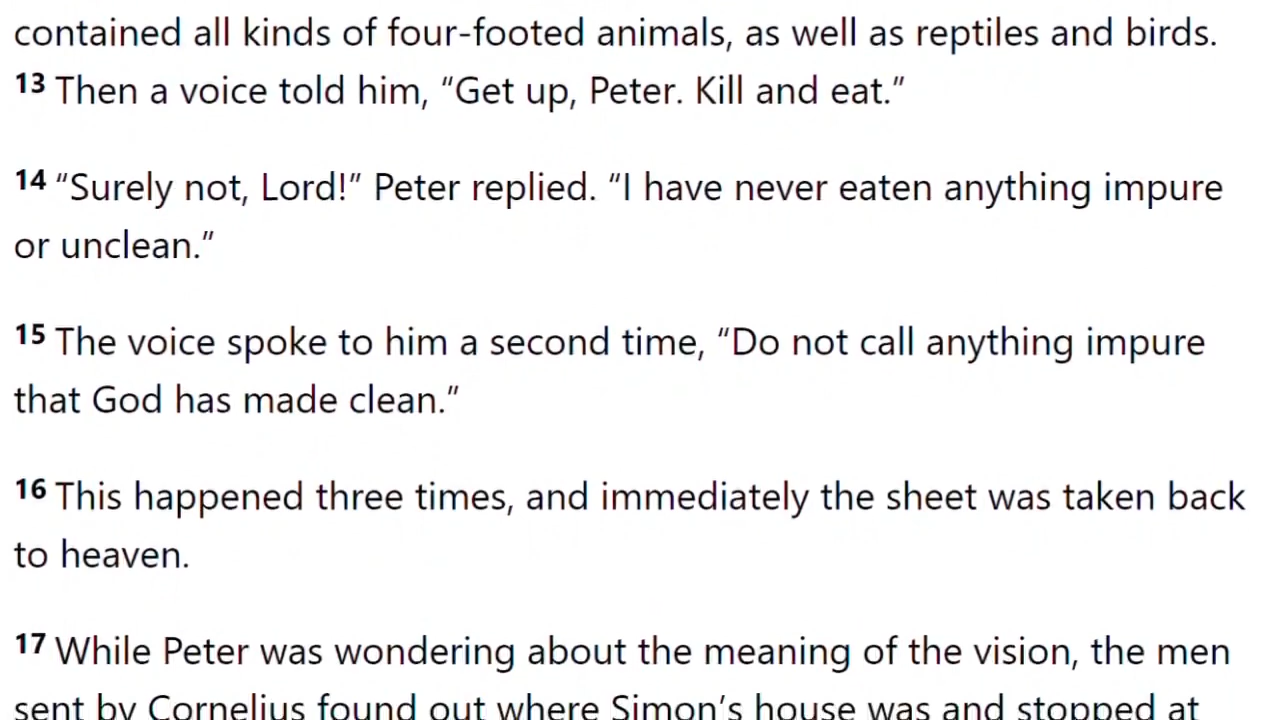 contained all kinds of four-footed animals, as well as reptiles and birds.
13 Then a voice told him, “Get up, Peter. Kill and eat.”
14 “Surely not, Lord!” Peter replied. “I have never eaten anything impure
or unclean.”
15 The voice spoke to him a second time, “Do not call anything impure
that God has made clean.”
16 This happened three times, and immediately the sheet was taken back
to heaven.
17 While Peter was wondering about the meaning of the vision, the men
sent by Cornelius found out where Simon’s house was and stopped at